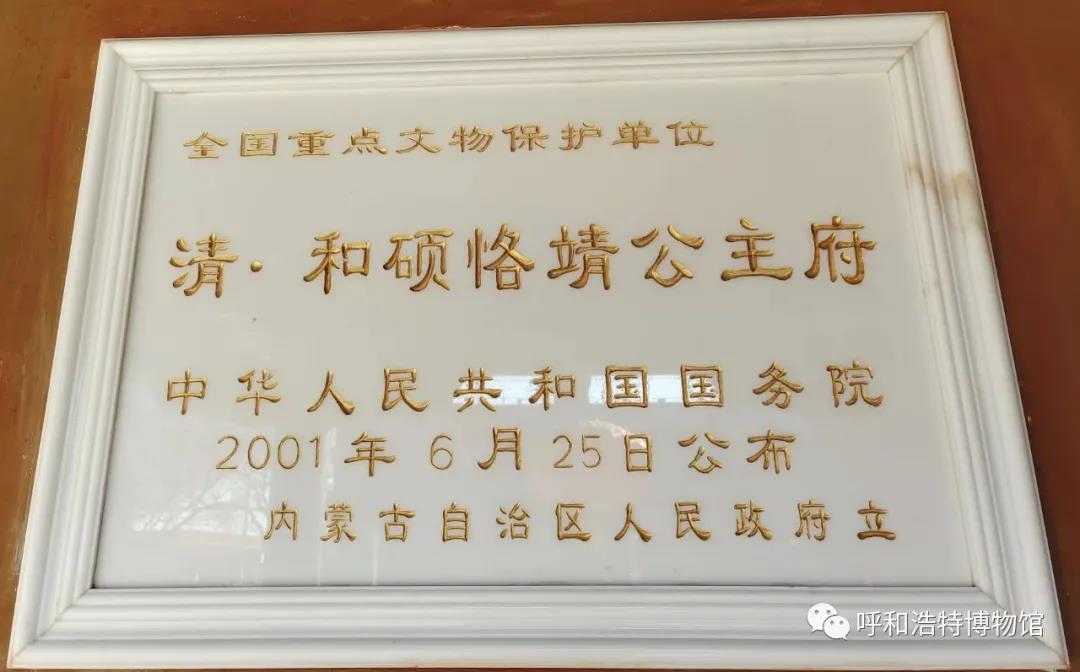 全国重点文物保护单位
清·和硕恪靖公主府
中华人民共和国国务院
2001年6月25日公布
内蒙古自治区人民政府立
呼和浩特博物馆